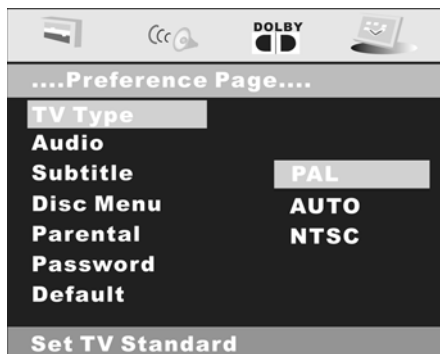 DOLBY
....Preference Page....
TV Type
Audio
Subtitle
PAL
Disc Menu
AUTO
Parental
NTSC
Password
Default
Set TV Standard